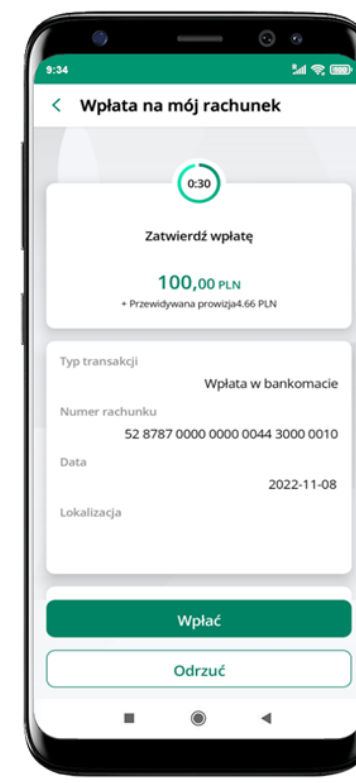 9:34
Wpłata na mój rachunek
0:30
Zatwierdź wpłatę
100,00 PLN
+ Przewidywana prowizja4.66 PLN
Typ transakcji
Wpłata w bankomacie
Numer rachunku
52 8787 0000 0000 0044 3000 0010
Data
2022-11-08
Lokalizacja
Wpłać
Odrzuć